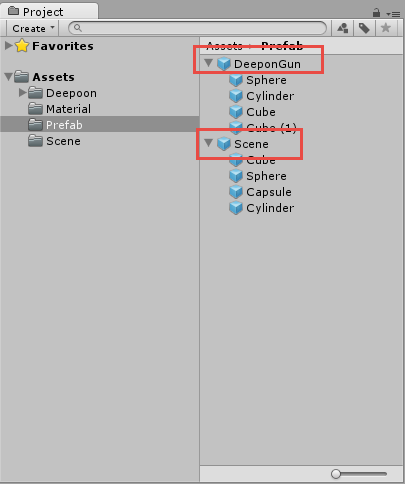 Project
Create
Favorites
Assets
Deepoon
Material
Prefab
Scene
Assets Prefab
DeeponGun
Sphere
Cylinder
Cube
Cube (1)
Scene
Cube
Sphere
Capsule
Cylinder